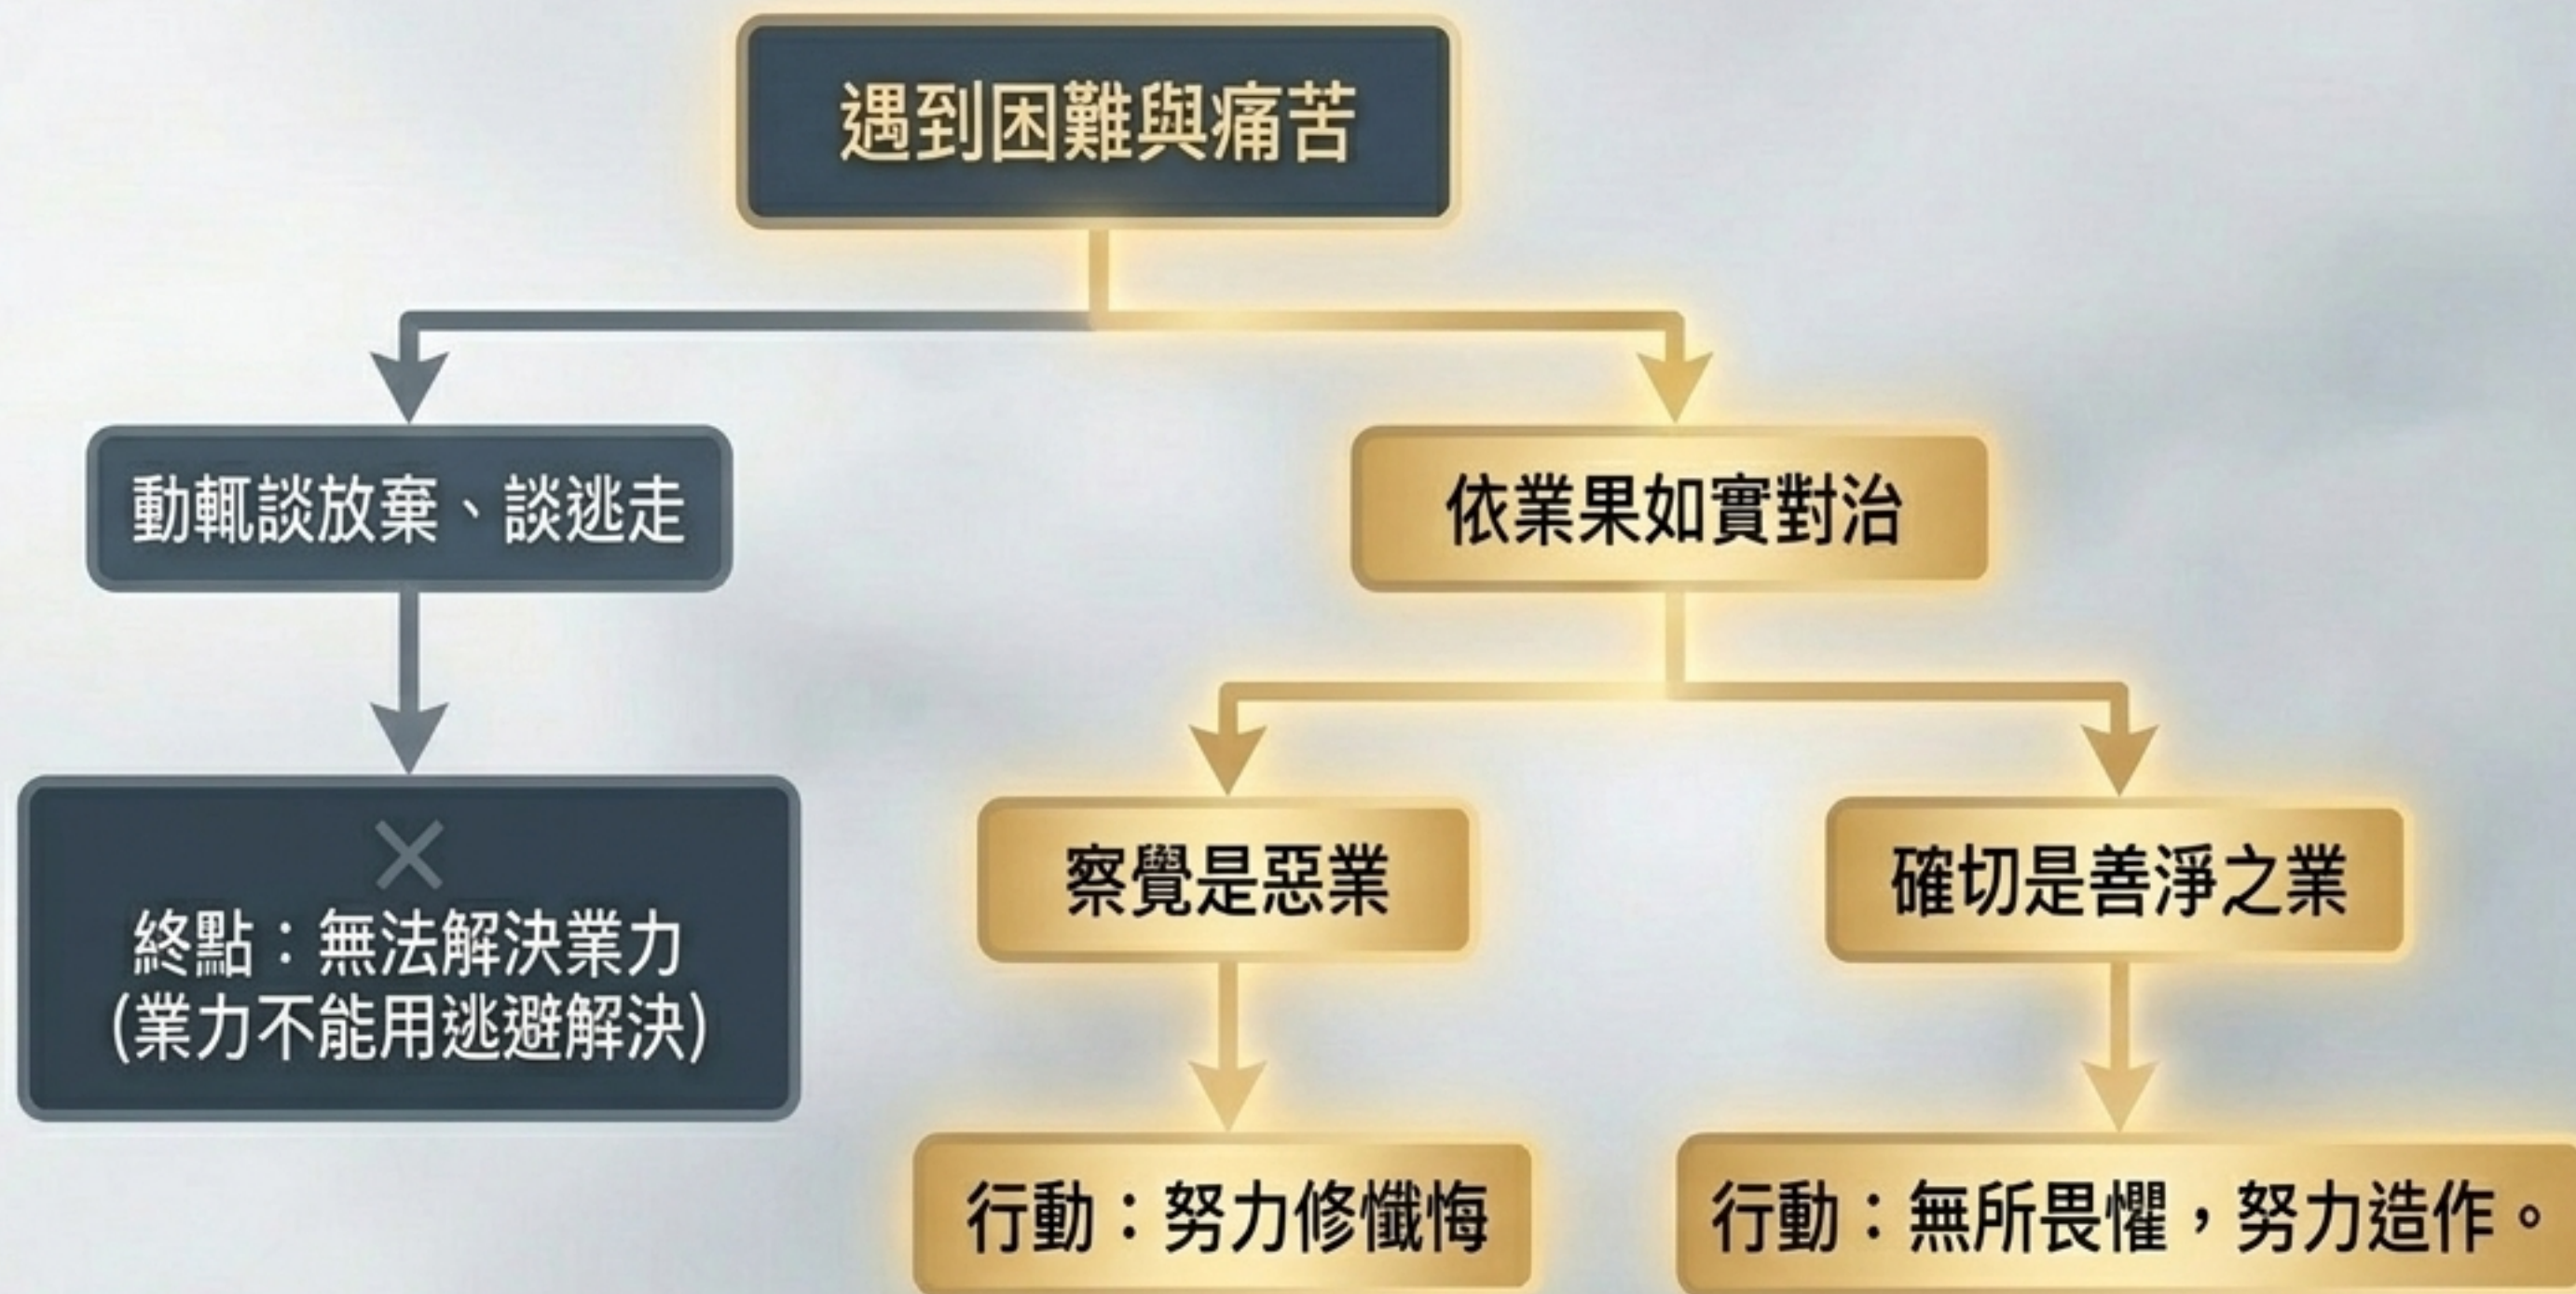 遇到困難與痛苦
動輒談放棄、談逃走
依業果如實對治
終點：無法解決業力
(業力不能用逃避解決)
察覺是惡業
確切是善淨之業
行動：努力修懺悔
行動：無所畏懼，努力造作。